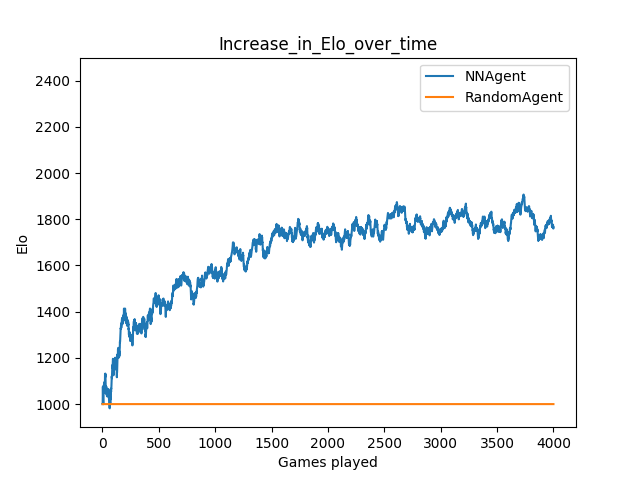 Increase_in_Elo_over_time
NNAgent
RandomAgent
2400
2200
2000
1800
1600
1400
1200
1000
Elo
0 500 1000 1500 2000 2500 3000 3500 4000
Games played